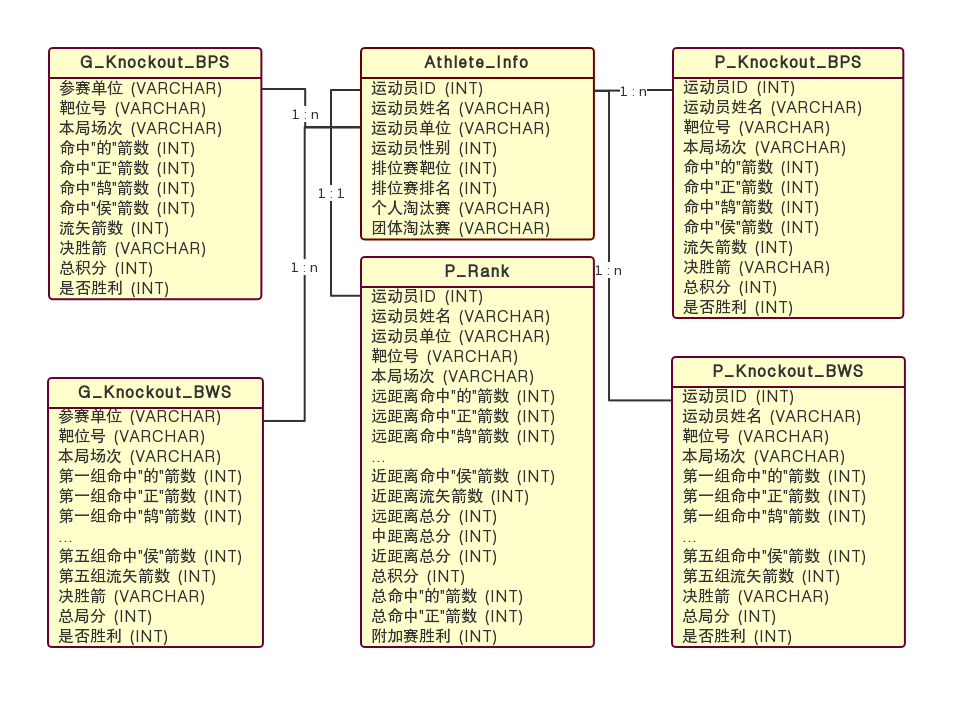 G_Knockout_BPS
参赛单位 (VARCHAR)
靶位号 (VARCHAR)
本局场次 (VARCHAR)
命中"的"箭数 (INT)
命中"正"箭数 (INT)
命中"鹄"箭数 (INT)
命中"侯"箭数 (INT)
流矢箭数 (INT)
决胜箭 (VARCHAR)
总积分 (INT)
是否胜利 (INT)
1 : n
1 : 1
1 : n
Athlete_Info
运动员ID (INT)
运动员姓名 (VARCHAR)
运动员单位 (VARCHAR)
运动员性别 (INT)
排位赛靶位 (INT)
排位赛排名 (INT)
个人淘汰赛 (VARCHAR)
团体淘汰赛 (VARCHAR)
1 : n
1 : n
P_Knockout_BPS
运动员ID (INT)
运动员姓名 (VARCHAR)
靶位号 (VARCHAR)
本局场次 (VARCHAR)
命中"的"箭数 (INT)
命中"正"箭数 (INT)
命中"鹄"箭数 (INT)
命中"侯"箭数 (INT)
流矢箭数 (INT)
决胜箭 (VARCHAR)
总积分 (INT)
是否胜利 (INT)
G_Knockout_BWS
参赛单位 (VARCHAR)
靶位号 (VARCHAR)
本局场次 (VARCHAR)
第一组命中"的"箭数 (INT)
第一组命中"正"箭数 (INT)
第一组命中"鹄"箭数 (INT)
...
第五组命中"侯"箭数 (INT)
第五组流矢箭数 (INT)
决胜箭 (VARCHAR)
总局分 (INT)
是否胜利 (INT)
P_Rank
运动员ID (INT)
运动员姓名 (VARCHAR)
运动员单位 (VARCHAR)
靶位号 (VARCHAR)
本局场次 (VARCHAR)
远距离命中"的"箭数 (INT)
远距离命中"正"箭数 (INT)
远距离命中"鹄"箭数 (INT)
...
近距离命中"侯"箭数 (INT)
近距离流矢箭数 (INT)
远距离总分 (INT)
中距离总分 (INT)
近距离总分 (INT)
总积分 (INT)
总命中"的"箭数 (INT)
总命中"正"箭数 (INT)
附加赛胜利 (INT)
P_Knockout_BWS
运动员ID (INT)
运动员姓名 (VARCHAR)
靶位号 (VARCHAR)
本局场次 (VARCHAR)
第一组命中"的"箭数 (INT)
第一组命中"正"箭数 (INT)
第一组命中"鹄"箭数 (INT)
...
第五组命中"侯"箭数 (INT)
第五组流矢箭数 (INT)
决胜箭 (VARCHAR)
总局分 (INT)
是否胜利 (INT)